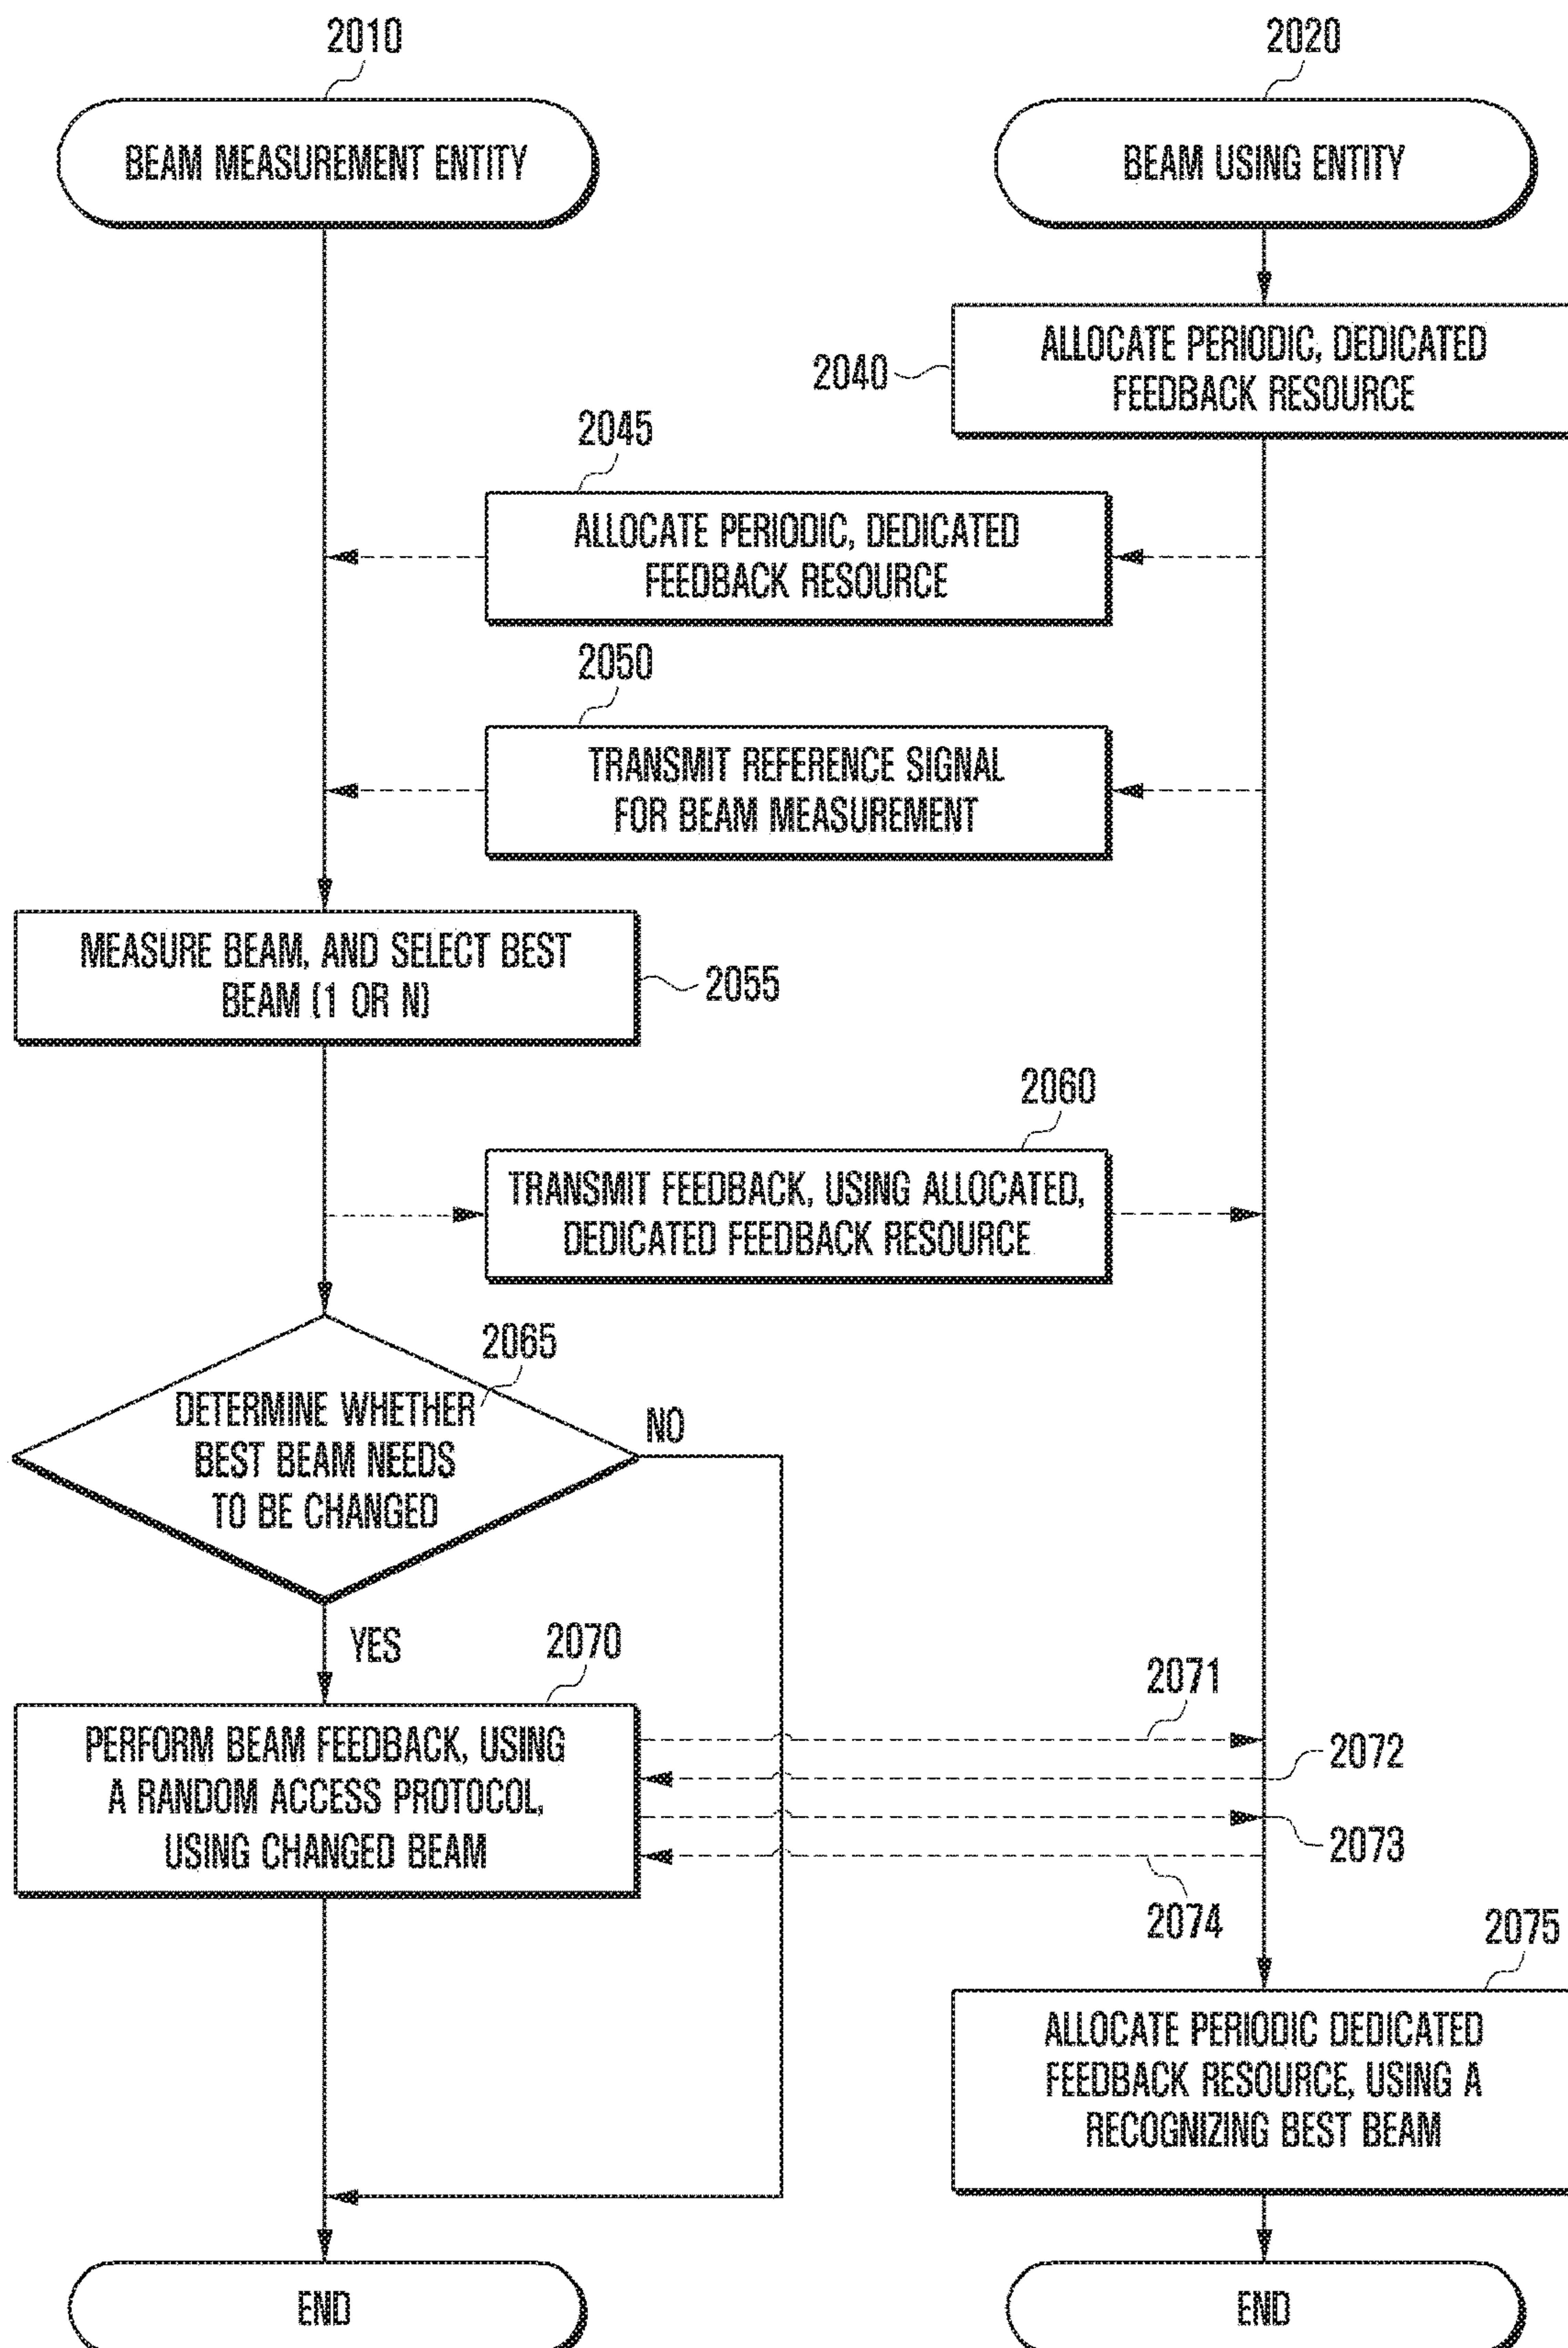 2010
2020
BEAM MEASUREMENT ENTITY
BEAM USING ENTITY
2040
ALLOCATE PERIODIC, DEDICATED
FEEDBACK RESOURCE
2045
ALLOCATE PERIODIC, DEDICATED
FEEDBACK RESOURCE
2050
TRANSMIT REFERENCE SIGNAL
FOR BEAM MEASUREMENT
MEASURE BEAM, AND SELECT BEST
BEAM (1 OR N)
2055
2060
TRANSMIT FEEDBACK, USING ALLOCATED,
DEDICATED FEEDBACK RESOURCE
2065
DETERMINE WHETHER
BEST BEAM NEEDS
TO BE CHANGED
NO
YES
2070
PERFORM BEAM FEEDBACK, USING
A RANDOM ACCESS PROTOCOL,
USING CHANGED BEAM
2071
2072
2073
2074
2075
ALLOCATE PERIODIC DEDICATED
FEEDBACK RESOURCE, USING A
RECOGNIZING BEST BEAM
END
END